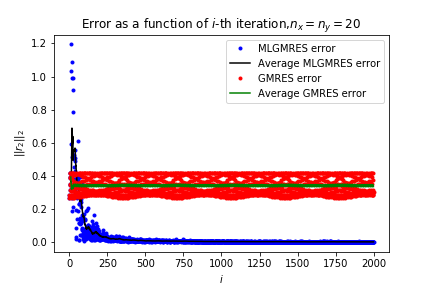 Error as a function of i-th iteration,n_x = n_y = 20
MLGMRES error
Average MLGMRES error
GMRES error
Average GMRES error
||r_2||_2
1.2
1.0
0.8
0.6
0.4
0.2
0.0
0 250 500 750 1000 1250 1500 1750 2000
i